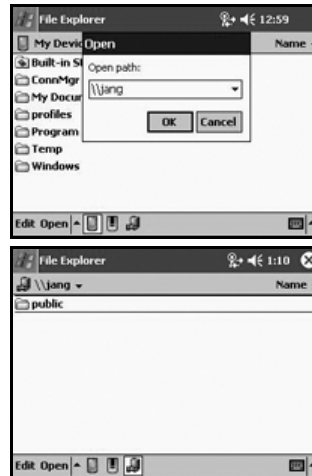 File Explorer 12:59
My Devic Open Name
Built-in S
Open path:
ConnMgr
\\jang
My Docur
profiles
OK Cancel
Program
Temp
Windows
Edit Open
File Explorer 1:10
\\jang Name
public
Edit Open